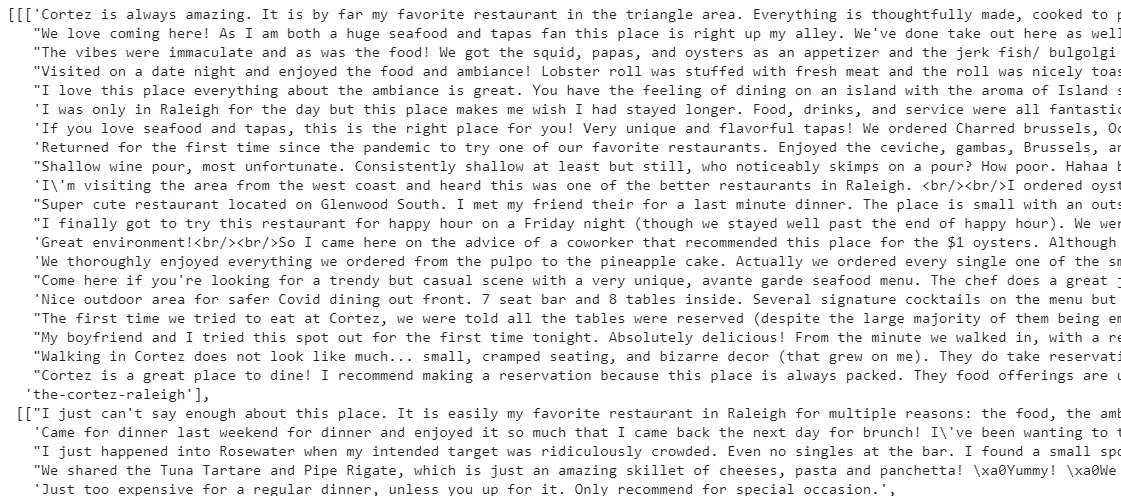 [[['Cortez is always amazing. It is by far my favorite restaurant in the triangle area. Everything is thoughtfully made, cooked to
"We love coming here! As I am both a huge seafood and tapas fan this place is right up my alley. We've done take out here as well
"The vibes were immaculate and as was the food! We got the squid, papas, and oysters as an appetizer and the jerk fish/ bulgolgi
"Visited on a date night and enjoyed the food and ambiance! Lobster roll was stuffed with fresh meat and the roll was nicely
"I love this place everything about the ambiance is great. You have the feeling of dining on an island with the aroma of Island
'I was only in Raleigh for the day but this place makes me wish I had stayed longer. Food, drinks, and service were all
'If you love seafood and tapas, this is the right place for you! Very unique and flavorful tapas! We ordered Charred brussels,
'Returned for the first time since the pandemic to try one of our favorite restaurants. Enjoyed the ceviche, gambas, Brussels,
"Shallow wine pour, most unfortunate. Consistently shallow at least but still, who noticeably skimps on a pour? How poor. Hahaa
'I\'m visiting the area from the west coast and heard this was one of the better restaurants in Raleigh. <br/><br/>I ordered
"Super cute restaurant located on Glenwood South. I met my friend their for a last minute dinner. The place is small with an
"I finally got to try this restaurant for happy hour on a Friday night (though we stayed well past the end of happy hour). We
'Great environment!<br/><br/>So I came here on the advice of a coworker that recommended this place for the $1 oysters. Although
'We thoroughly enjoyed everything we ordered from the pulpo to the pineapple cake. Actually we ordered every single one of the
"Come here if you're looking for a trendy but casual scene with a very unique, avante garde seafood menu. The chef does a great
'Nice outdoor area for safer Covid dining out front. 7 seat bar and 8 tables inside. Several signature cocktails on the menu but
"The first time we tried to eat at Cortez, we were told all the tables were reserved (despite the large majority of them being
"My boyfriend and I tried this spot out for the first time tonight. Absolutely delicious! From the minute we walked in, with a
"Walking in Cortez does not look like much... small, cramped seating, and bizarre decor (that grew on me). They do take
"Cortez is a great place to dine! I recommend making a reservation because this place is always packed. They food offerings are
'the-cortez-raleigh'],
[["I just can't say enough about this place. It is easily my favorite restaurant in Raleigh for multiple reasons: the food, the
'Came for dinner last weekend for dinner and enjoyed it so much that I came back the next day for brunch! I\'ve been wanting to
"I just happened into Rosewater when my intended target was ridiculously crowded. Even no singles at the bar. I found a small
"We shared the Tuna Tartare and Pipe Rigate, which is just an amazing skillet of cheeses, pasta and panchetta! \xa0Yummy! \xa0We
'Just too expensive for a regular dinner, unless you up for it. Only recommend for special occasion.',